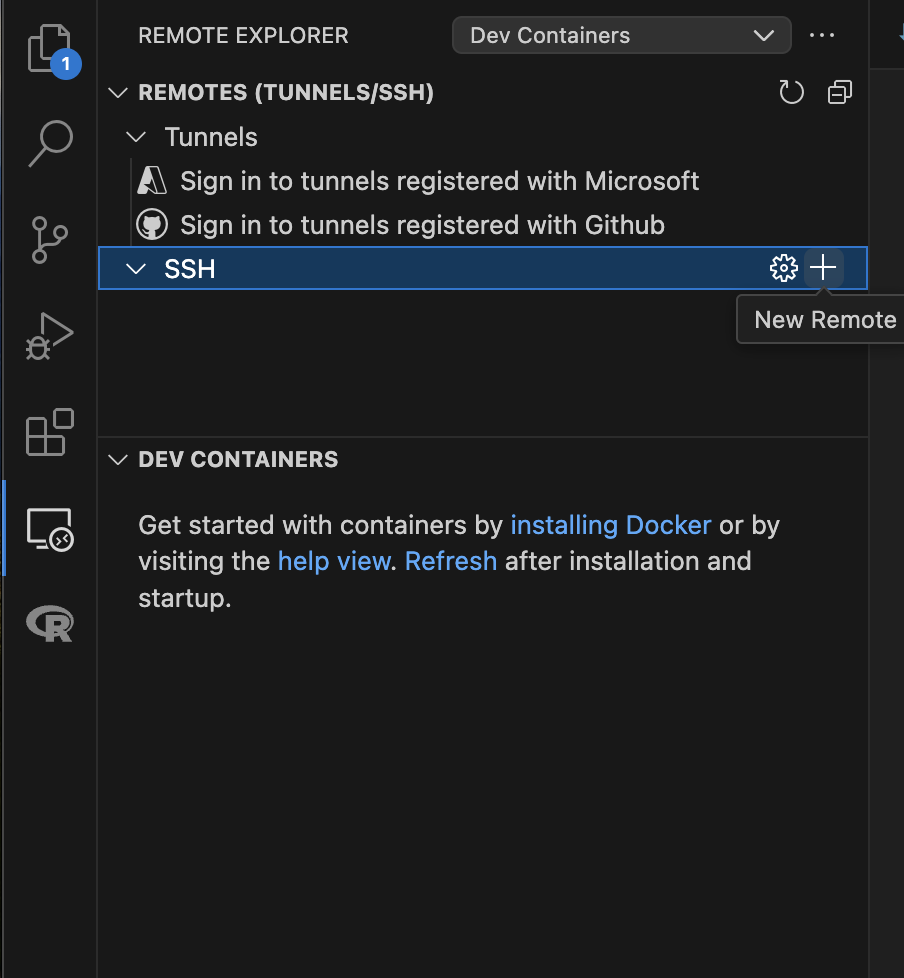 REMOTE EXPLORER
Dev Containers
1
REMOTES (TUNNELS/SSH)
Tunnels
Sign in to tunnels registered with Microsoft
Sign in to tunnels registered with Github
SSH
New Remote
DEV CONTAINERS
Get started with containers by installing Docker or by
visiting the help view. Refresh after installation and
startup.
R